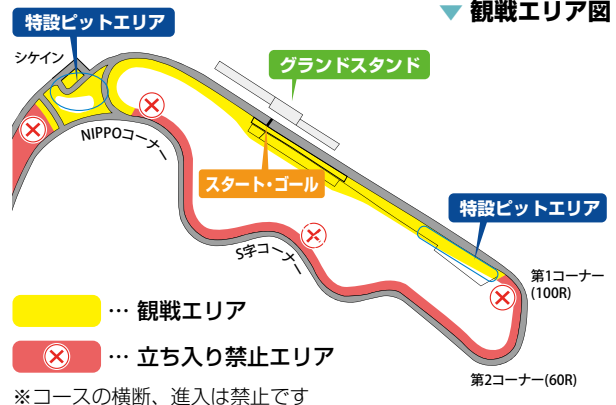 ▼ 観戦エリア図
特設ピットエリア
シケイン
グランドスタンド
NIPPOコーナー
スタート・ゴール
特設ピットエリア
S字コーナー
第1コーナー
(100R)
… 観戦エリア
… 立ち入り禁止エリア
第2コーナー(60R)
※コースの横断、進入は禁止です